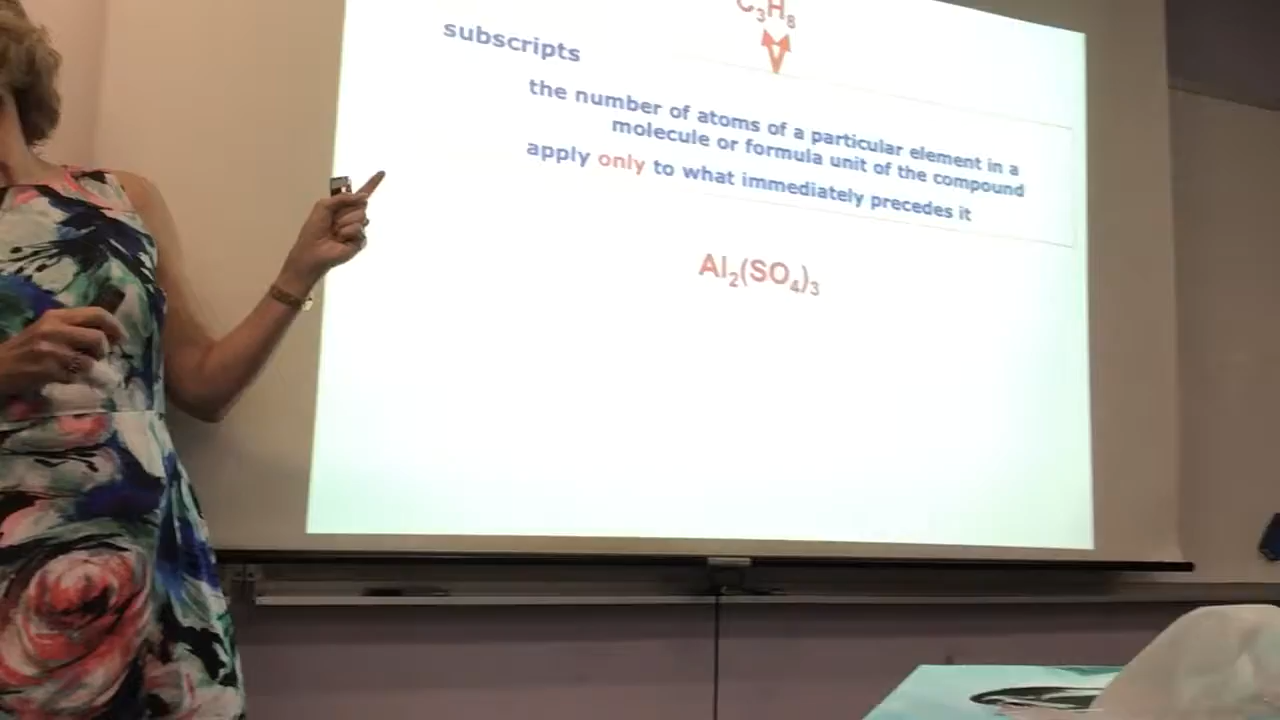 C₃H₈
subscripts
the number of atoms of a particular element in a
molecule or formula unit of the compound
apply only to what immediately precedes it
Al₂(SO₄)₃